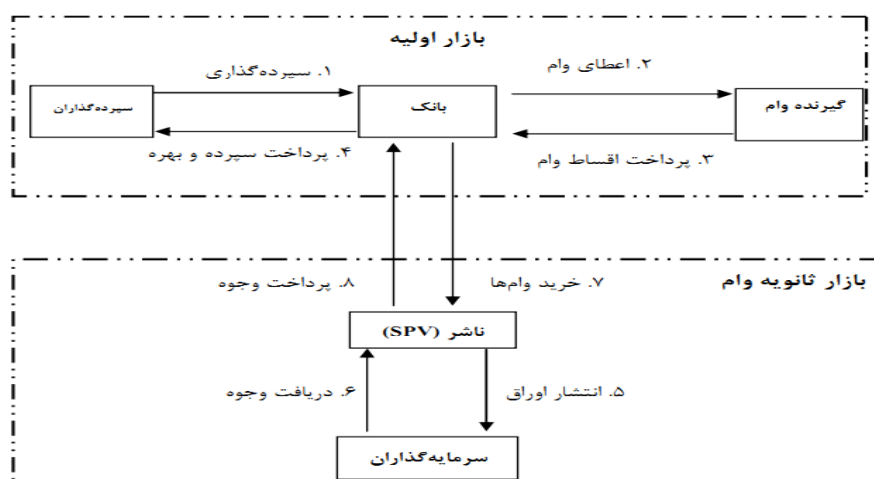 بازار اولیه
۱. سپرده‌گذاری
۲. اعطای وام
سپرده‌گذاران
بانک
گیرنده وام
۴. پرداخت سپرده و بهره
۳. پرداخت اقساط وام
بازار ثانویه وام
۸. پرداخت وجوه
۷. خرید وام‌ها
ناشر (SPV)
۶. دریافت وجوه
۵. انتشار اوراق
سرمایه‌گذاران